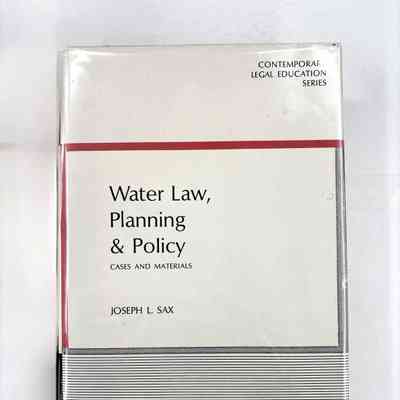 CONTEMPORAR
LEGAL EDUCATION
SERIES
Water Law,
Planning
& Policy
CASES AND MATERIALS
JOSEPH L. SAX